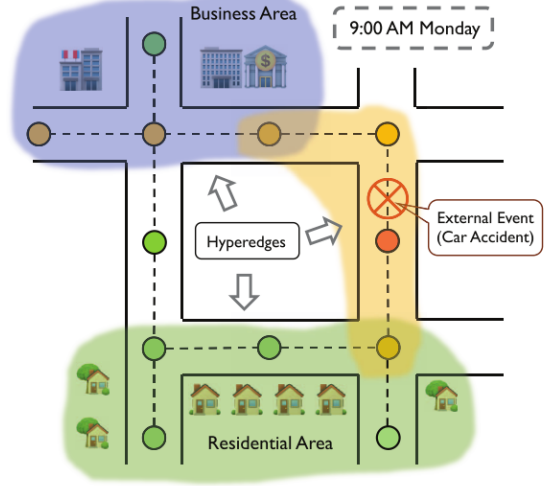 Business Area
9:00 AM Monday
External Event
(Car Accident)
Hyperedges
$
Residential Area